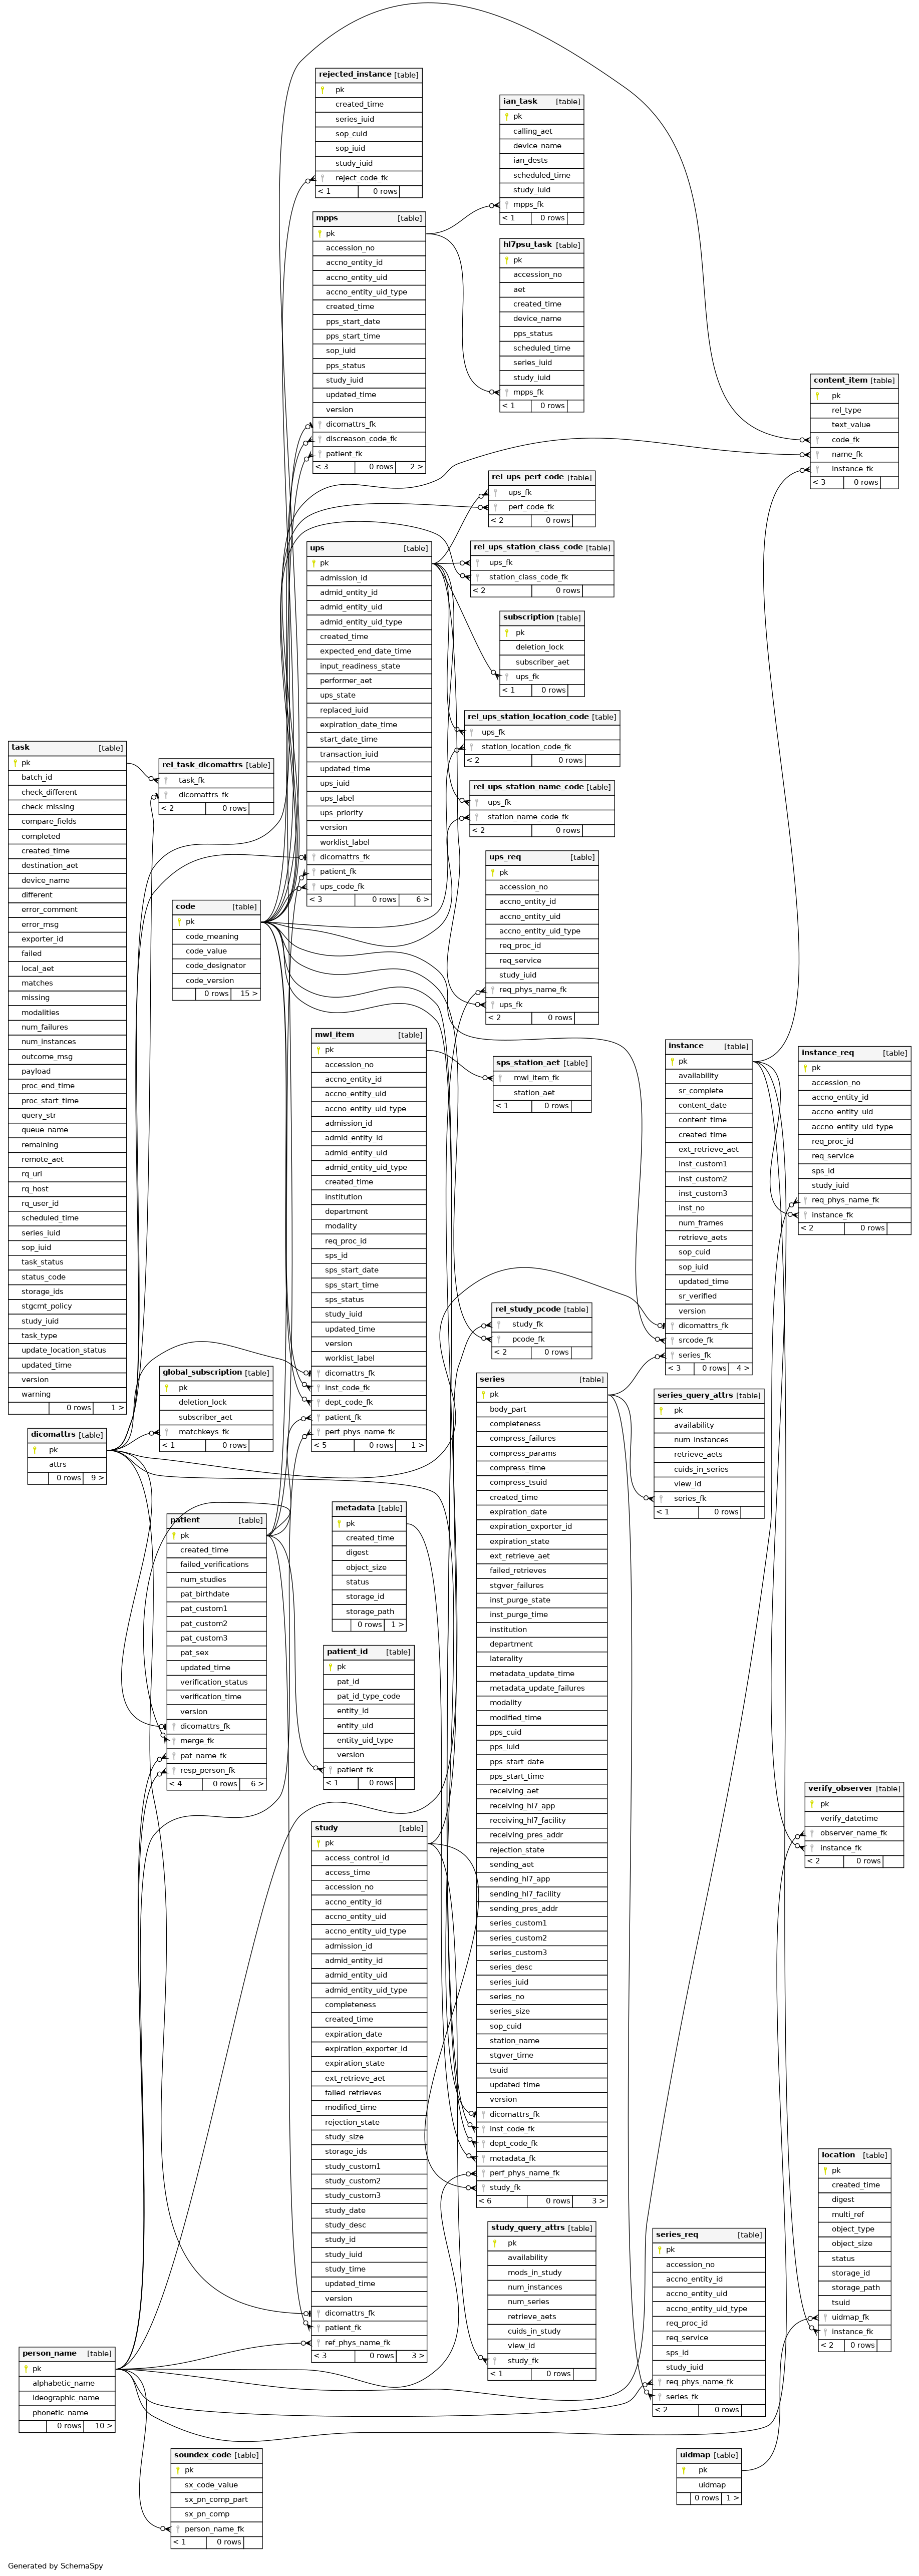 rejected_instance [table]
pk
created_time
series_iuid
sop_cuid
sop_iuid
study_iuid
reject_code_fk
< 1 0 rows
ian_task [table]
pk
calling_aet
device_name
ian_dests
scheduled_time
study_iuid
mpps_fk
< 1 0 rows
mpps [table]
pk
accession_no
accno_entity_id
accno_entity_uid
accno_entity_uid_type
created_time
pps_start_date
pps_start_time
sop_iuid
pps_status
study_iuid
updated_time
version
dicomattrs_fk
discreason_code_fk
patient_fk
< 3 0 rows 2 >
hl7psu_task [table]
pk
accession_no
aet
created_time
device_name
pps_status
scheduled_time
series_iuid
study_iuid
mpps_fk
< 1 0 rows
content_item [table]
pk
rel_type
text_value
code_fk
name_fk
instance_fk
< 3 0 rows
rel_ups_perf_code [table]
ups_fk
perf_code_fk
< 2 0 rows
rel_ups_station_class_code [table]
ups_fk
station_class_code_fk
< 2 0 rows
ups [table]
pk
admission_id
admid_entity_id
admid_entity_uid
admid_entity_uid_type
created_time
expected_end_date_time
input_readiness_state
performer_aet
ups_state
replaced_iuid
expiration_date_time
start_date_time
transaction_iuid
updated_time
ups_iuid
ups_label
ups_priority
version
worklist_label
dicomattrs_fk
patient_fk
ups_code_fk
< 3 0 rows 6 >
subscription [table]
pk
deletion_lock
subscriber_aet
ups_fk
< 1 0 rows
rel_ups_station_location_code [table]
ups_fk
station_location_code_fk
< 2 0 rows
rel_ups_station_name_code [table]
ups_fk
station_name_code_fk
< 2 0 rows
task [table]
pk
batch_id
check_different
check_missing
compare_fields
completed
created_time
destination_aet
device_name
different
error_comment
error_msg
exporter_id
failed
local_aet
matches
missing
modalities
num_failures
num_instances
outcome_msg
payload
proc_end_time
proc_start_time
query_str
queue_name
remaining
remote_aet
rq_uri
rq_host
rq_user_id
scheduled_time
series_iuid
sop_iuid
task_status
status_code
storage_ids
stgcmt_policy
study_iuid
task_type
update_location_status
updated_time
version
warning
0 rows 1 >
rel_task_dicomattrs [table]
task_fk
dicomattrs_fk
< 2 0 rows
ups_req [table]
pk
accession_no
accno_entity_id
accno_entity_uid
accno_entity_uid_type
req_proc_id
req_service
study_iuid
req_phys_name_fk
ups_fk
< 2 0 rows
code [table]
pk
code_meaning
code_value
code_designator
code_version
0 rows 15 >
mwl_item [table]
pk
accession_no
accno_entity_id
accno_entity_uid
accno_entity_uid_type
admission_id
admid_entity_id
admid_entity_uid
admid_entity_uid_type
created_time
institution
department
modality
req_proc_id
sps_id
sps_start_date
sps_start_time
sps_status
study_iuid
updated_time
version
worklist_label
dicomattrs_fk
inst_code_fk
dept_code_fk
patient_fk
perf_phys_name_fk
< 5 0 rows 1 >
sps_station_aet [table]
mwl_item_fk
station_aet
< 1 0 rows
instance [table]
pk
availability
sr_complete
content_date
content_time
created_time
ext_retrieve_aet
inst_custom1
inst_custom2
inst_custom3
inst_no
num_frames
retrieve_aets
sop_cuid
sop_iuid
updated_time
sr_verified
version
dicomattrs_fk
srcode_fk
series_fk
< 3 0 rows 4 >
instance_req [table]
pk
accession_no
accno_entity_id
accno_entity_uid
accno_entity_uid_type
req_proc_id
req_service
sps_id
study_iuid
req_phys_name_fk
instance_fk
< 2 0 rows
rel_study_pcode [table]
study_fk
pcode_fk
< 2 0 rows
global_subscription [table]
pk
deletion_lock
subscriber_aet
matchkeys_fk
< 1 0 rows
dicomattrs [table]
pk
attrs
0 rows 9 >
series [table]
pk
body_part
completeness
compress_failures
compress_params
compress_time
compress_tsuid
created_time
expiration_date
expiration_exporter_id
expiration_state
ext_retrieve_aet
failed_retrieves
stgver_failures
inst_purge_state
inst_purge_time
institution
department
laterality
metadata_update_time
metadata_update_failures
modality
modified_time
pps_cuid
pps_iuid
pps_start_date
pps_start_time
receiving_aet
receiving_hl7_app
receiving_hl7_facility
receiving_pres_addr
rejection_state
sending_aet
sending_hl7_app
sending_hl7_facility
sending_pres_addr
series_custom1
series_custom2
series_custom3
series_desc
series_iuid
series_no
series_size
sop_cuid
station_name
stgver_time
tsuid
updated_time
version
dicomattrs_fk
inst_code_fk
dept_code_fk
metadata_fk
perf_phys_name_fk
study_fk
< 6 0 rows 3 >
series_query_attrs [table]
pk
availability
num_instances
retrieve_aets
cuids_in_series
view_id
series_fk
< 1 0 rows
patient [table]
pk
created_time
failed_verifications
num_studies
pat_birthdate
pat_custom1
pat_custom2
pat_custom3
pat_sex
updated_time
verification_status
verification_time
version
dicomattrs_fk
merge_fk
pat_name_fk
resp_person_fk
< 4 0 rows 6 >
metadata [table]
pk
created_time
digest
object_size
status
storage_id
storage_path
0 rows 1 >
patient_id [table]
pk
pat_id
pat_id_type_code
entity_id
entity_uid
entity_uid_type
version
patient_fk
< 1 0 rows
verify_observer [table]
pk
verify_datetime
observer_name_fk
instance_fk
< 2 0 rows
study [table]
pk
access_control_id
access_time
accession_no
accno_entity_id
accno_entity_uid
accno_entity_uid_type
admission_id
admid_entity_id
admid_entity_uid
admid_entity_uid_type
completeness
created_time
expiration_date
expiration_exporter_id
expiration_state
ext_retrieve_aet
failed_retrieves
modified_time
rejection_state
study_size
storage_ids
study_custom1
study_custom2
study_custom3
study_date
study_desc
study_id
study_iuid
study_time
updated_time
version
dicomattrs_fk
patient_fk
ref_phys_name_fk
< 3 0 rows 3 >
location [table]
pk
created_time
digest
multi_ref
object_type
object_size
status
storage_id
storage_path
tsuid
uidmap_fk
instance_fk
< 2 0 rows
study_query_attrs [table]
pk
availability
mods_in_study
num_instances
num_series
retrieve_aets
cuids_in_study
view_id
study_fk
< 1 0 rows
series_req [table]
pk
accession_no
accno_entity_id
accno_entity_uid
accno_entity_uid_type
req_proc_id
req_service
sps_id
study_iuid
req_phys_name_fk
series_fk
< 2 0 rows
person_name [table]
pk
alphabetic_name
ideographic_name
phonetic_name
0 rows 10 >
soundex_code [table]
pk
sx_code_value
sx_pn_comp_part
sx_pn_comp
person_name_fk
< 1 0 rows
uidmap [table]
pk
uidmap
0 rows 1 >
Generated by SchemaSpy